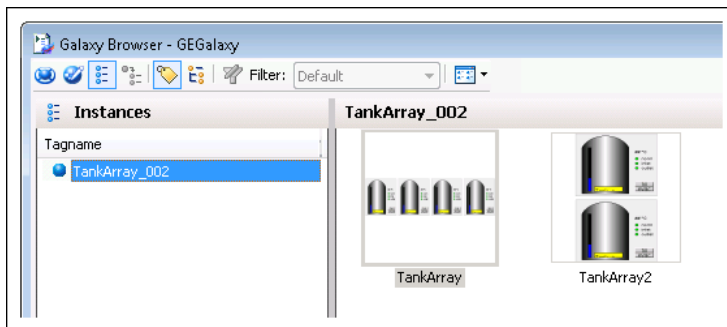 Galaxy Browser - GEGalaxy
Filter: Default
Instances
TankArray_002
Tagname
TankArray_002
TankArray
TankArray2